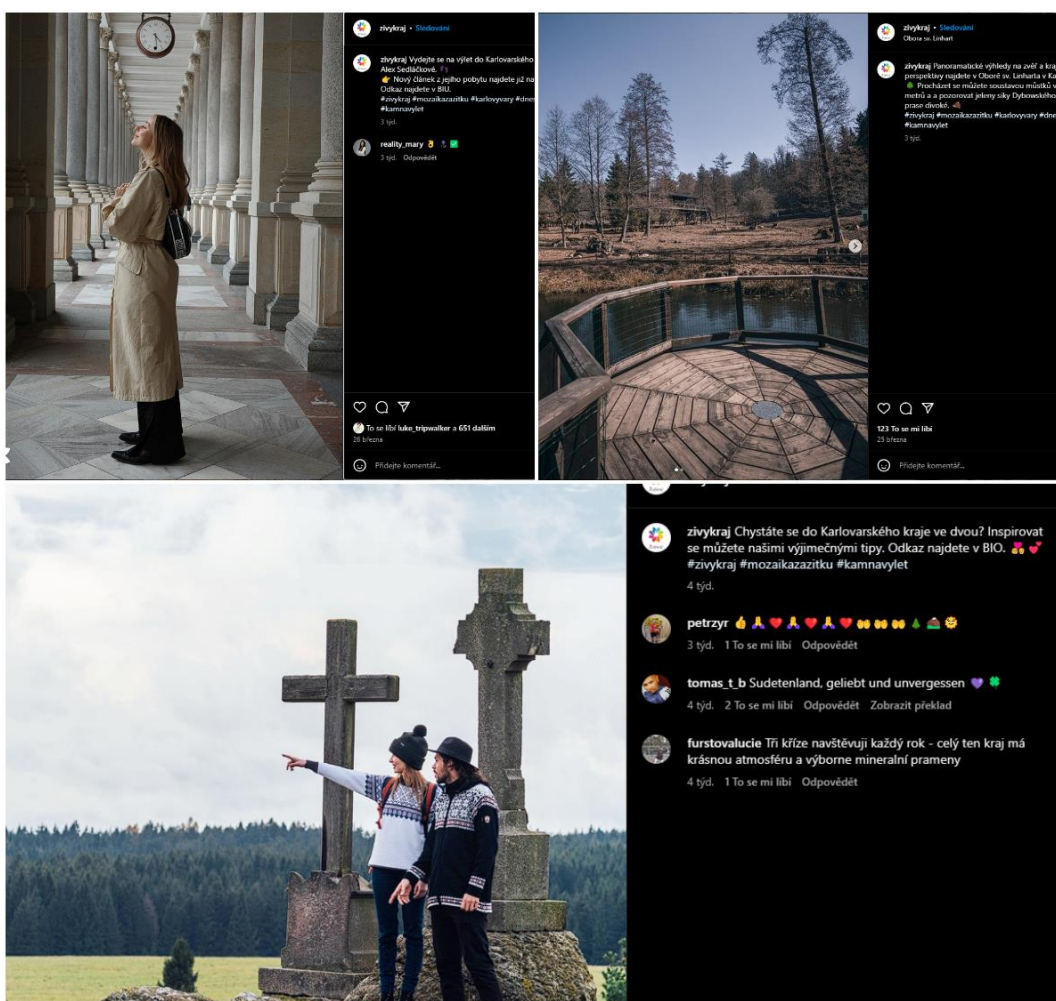 zivykraj • Sledování
zivykraj Vydejte se na výlet do Karlovarského
Alex Sedláčkové.
Nový článek z jejího pobytu najdete již na
Odkaz najdete v BIU.
#zivykraj #mozaikazazitku #karlovyvary
#kamnavylet
3 týd.
reality_mary
3 týd. Odpovědět
To se líbí luke_tripwalker a 651 dalším
28 března
Přidejte komentář...
zivykraj • Sledování
Obora sv. Linhart
zivykraj Panoramatické výhledy na zvěř a
perspektivy najdete v Oboře sv. Linharta v
Procházet se můžete soustavou můstků
metrů a a pozorovat jeleny siky Dybowského
prase divoké.
#zivykraj #mozaikazazitku #karlovyvary
#kamnavylet
3 týd.
123 To se mi líbí
25 března
Přidejte komentář...
zivykraj Chystáte se do Karlovarského kraje ve dvou? Inspirovat
se můžete našimi výjimečnými tipy. Odkaz najdete v BIO. 💏 💕
#zivykraj #mozaikazazitku #kamnavylet
4 týd.
petrzyr 👍🙏❤️🙏❤️🙏❤️👐👐👐🌲
3 týd. 1 To se mi líbí Odpovědět
tomas_t_b Sudetenland, geliebt und unvergessen 💜 🍀
4 týd. 2 To se mi líbí Odpovědět Zobrazit překlad
furstovalucie Tři kříze navštěvuji každý rok - celý ten kraj má
krásnou atmosféru a výborne mineralní prameny
4 týd. 1 To se mi líbí Odpovědět